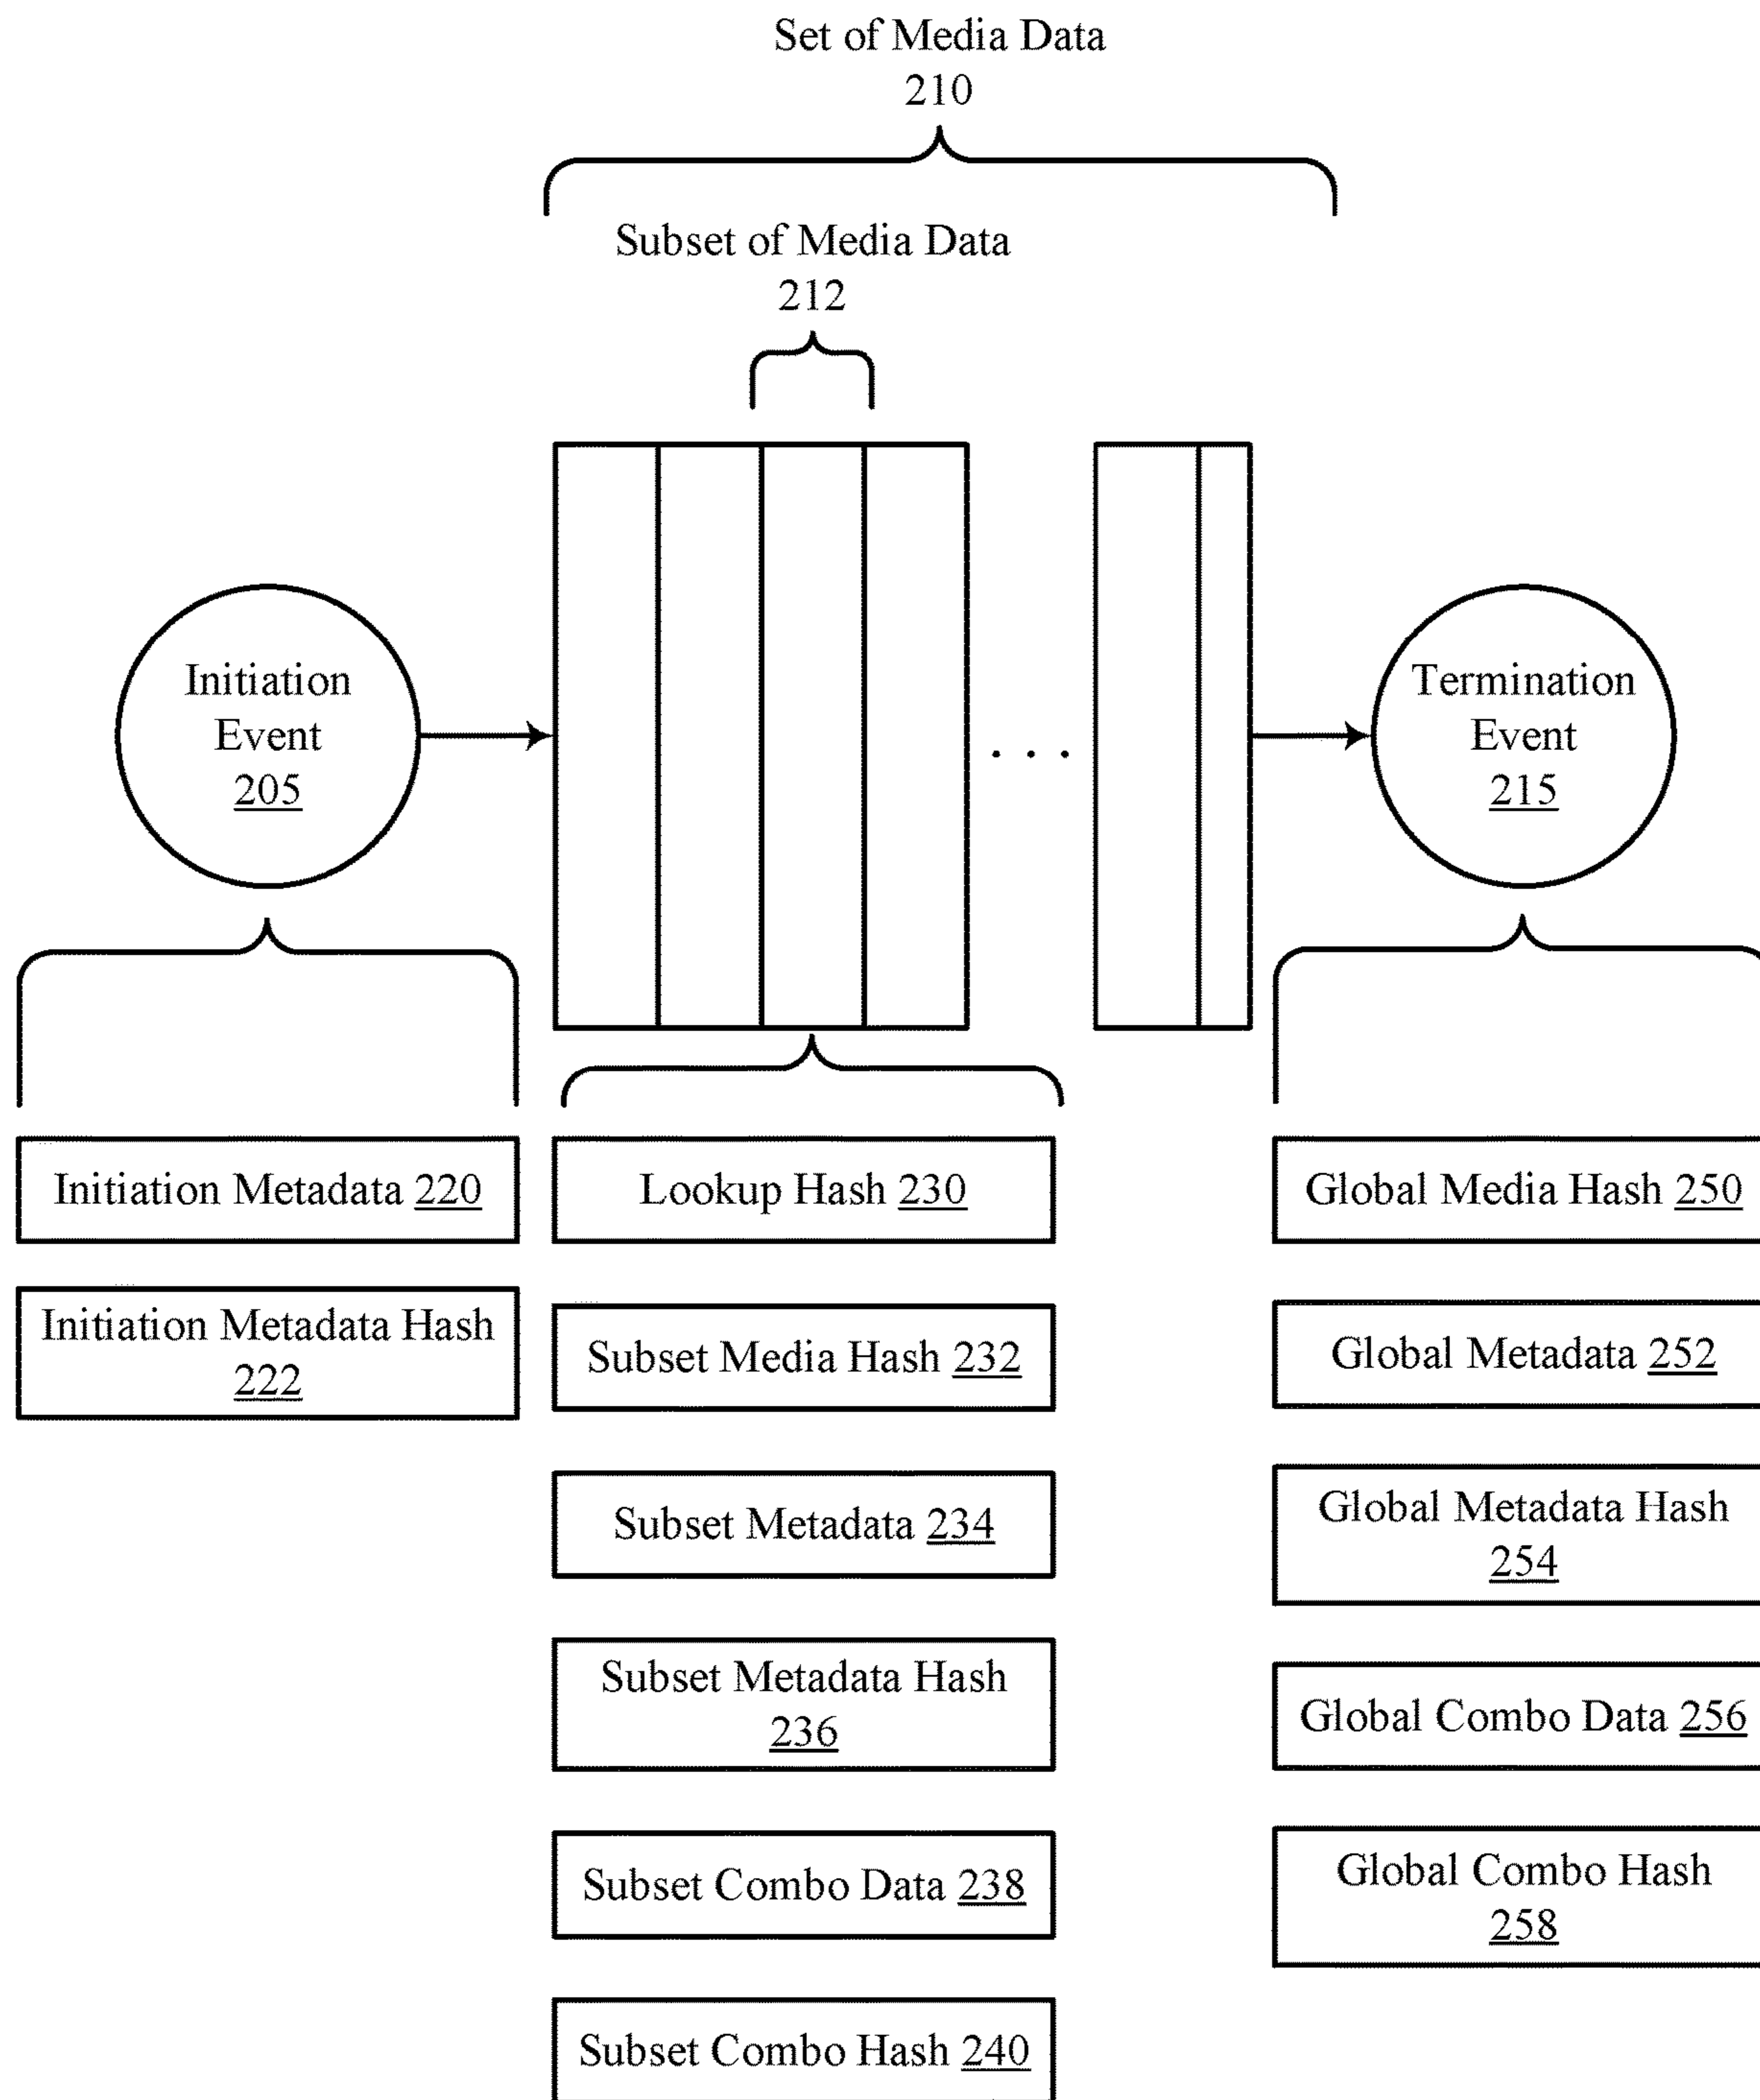 Set of Media Data
210
Subset of Media Data
212
Initiation
Event
205
. . .
Termination
Event
215
Initiation Metadata 220
Initiation Metadata Hash
222
Lookup Hash 230
Subset Media Hash 232
Subset Metadata 234
Subset Metadata Hash
236
Subset Combo Data 238
Subset Combo Hash 240
Global Media Hash 250
Global Metadata 252
Global Metadata Hash
254
Global Combo Data 256
Global Combo Hash
258